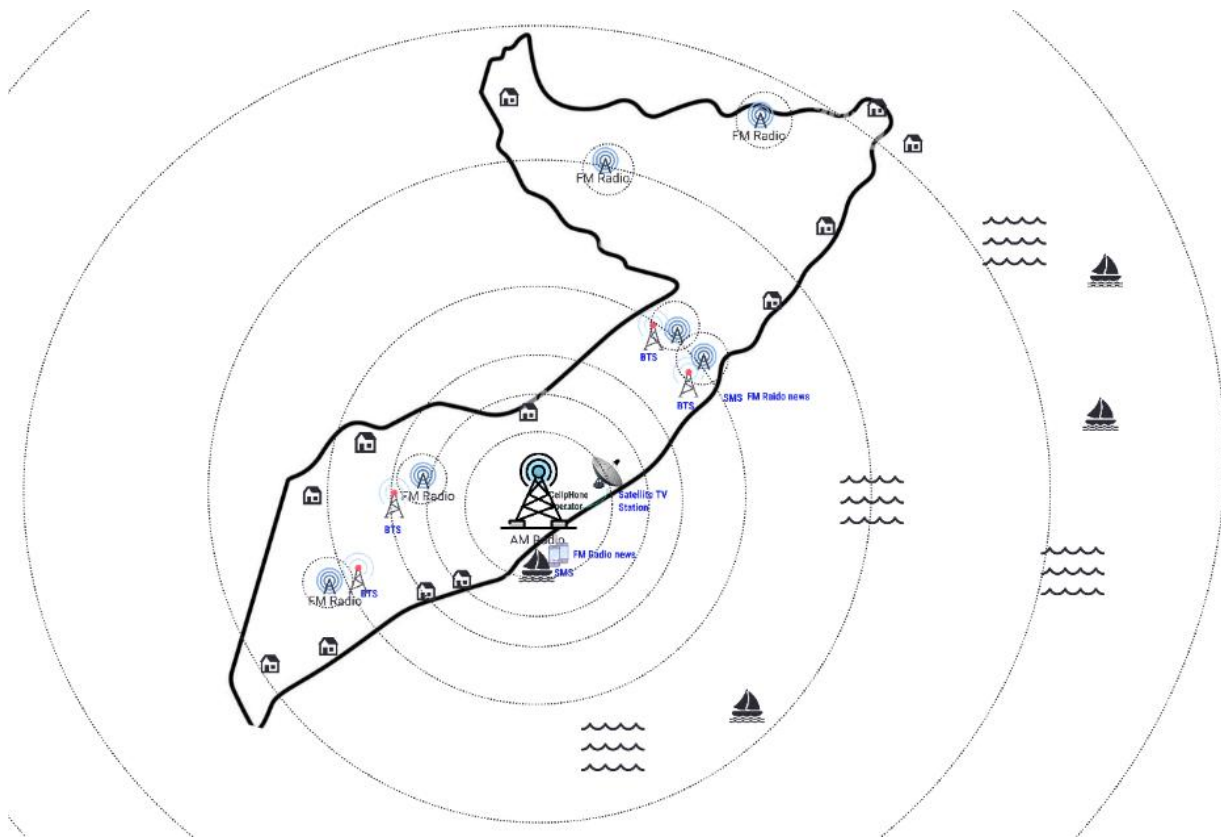 FM Radio
FM Radio
BTS
BTS
SMS FM Raido news
FM Radio
BTS
CellpHone
operator
Satellite TV
Station
AM Radio
FM Radio news
SMS
FM Radio
BTS